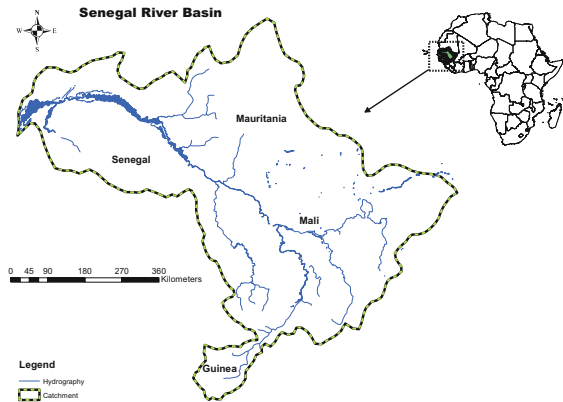 Senegal River Basin
N
W E
S
Mauritania
Senegal
Mali
0 45 90 180 270 360
Kilometers
Guinea
Legend
Hydrography
Catchment